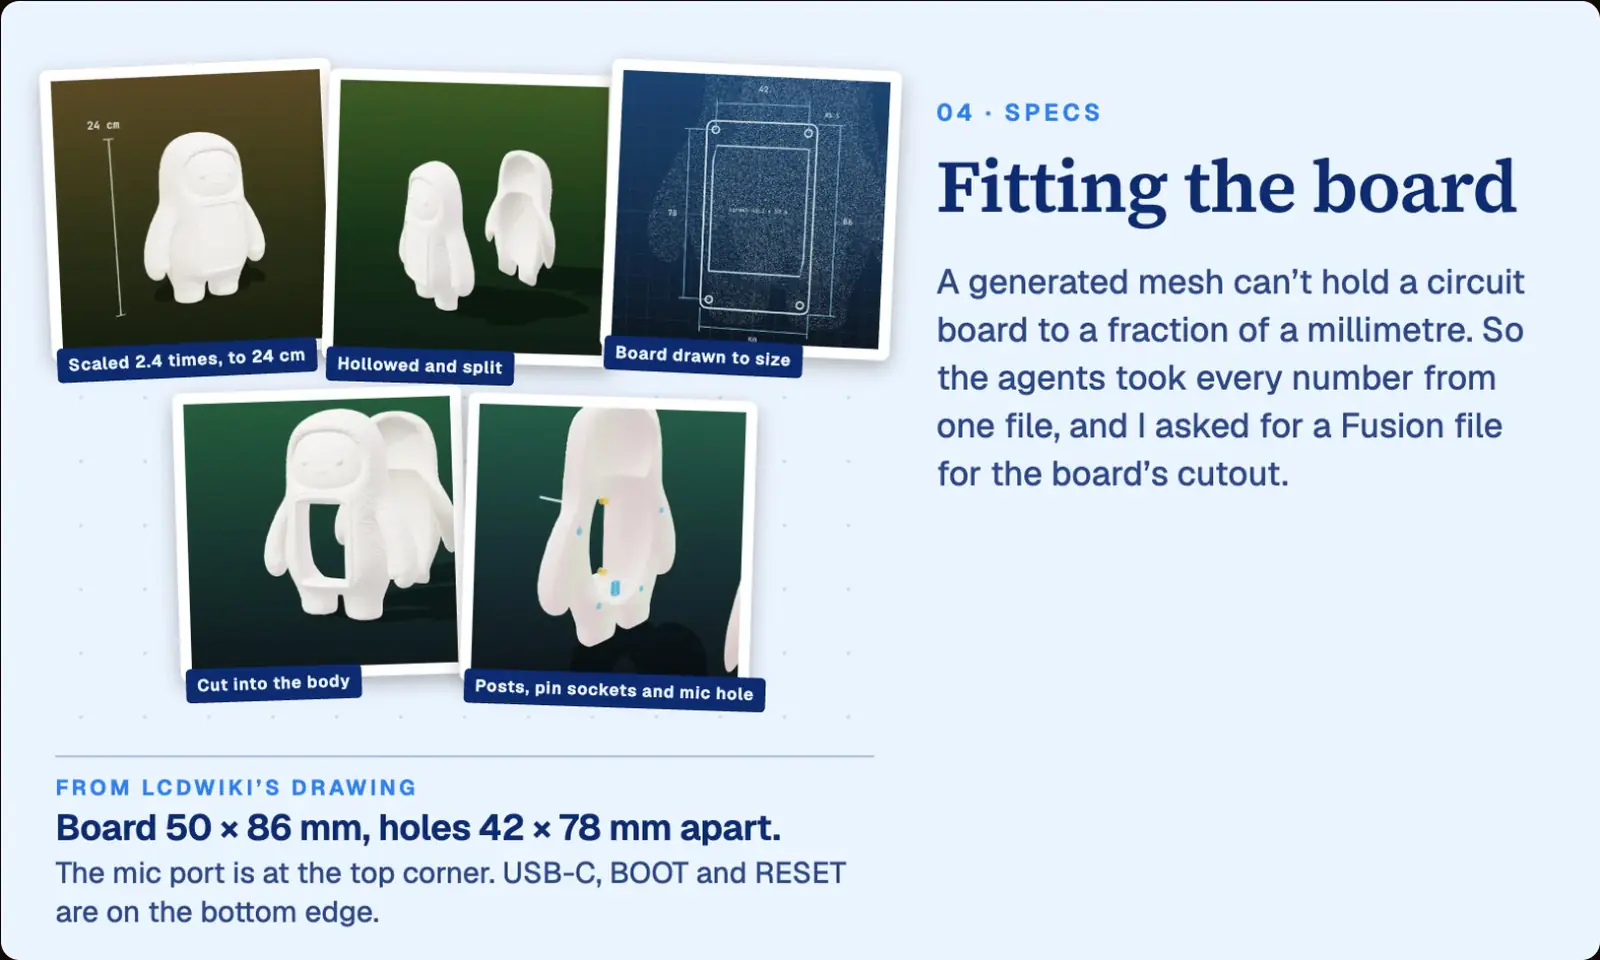 24 cm
Scaled 2.4 times, to 24 cm
Hollowed and split
42
78
86
50
Board drawn to size
Cut into the body
Posts, pin sockets and mic hole
FROM LCDWIKI’S DRAWING
Board 50 × 86 mm, holes 42 × 78 mm apart.
The mic port is at the top corner. USB-C, BOOT and RESET
are on the bottom edge.
04 · SPECS
Fitting the board
A generated mesh can’t hold a circuit
board to a fraction of a millimetre. So
the agents took every number from
one file, and I asked for a Fusion file
for the board’s cutout.